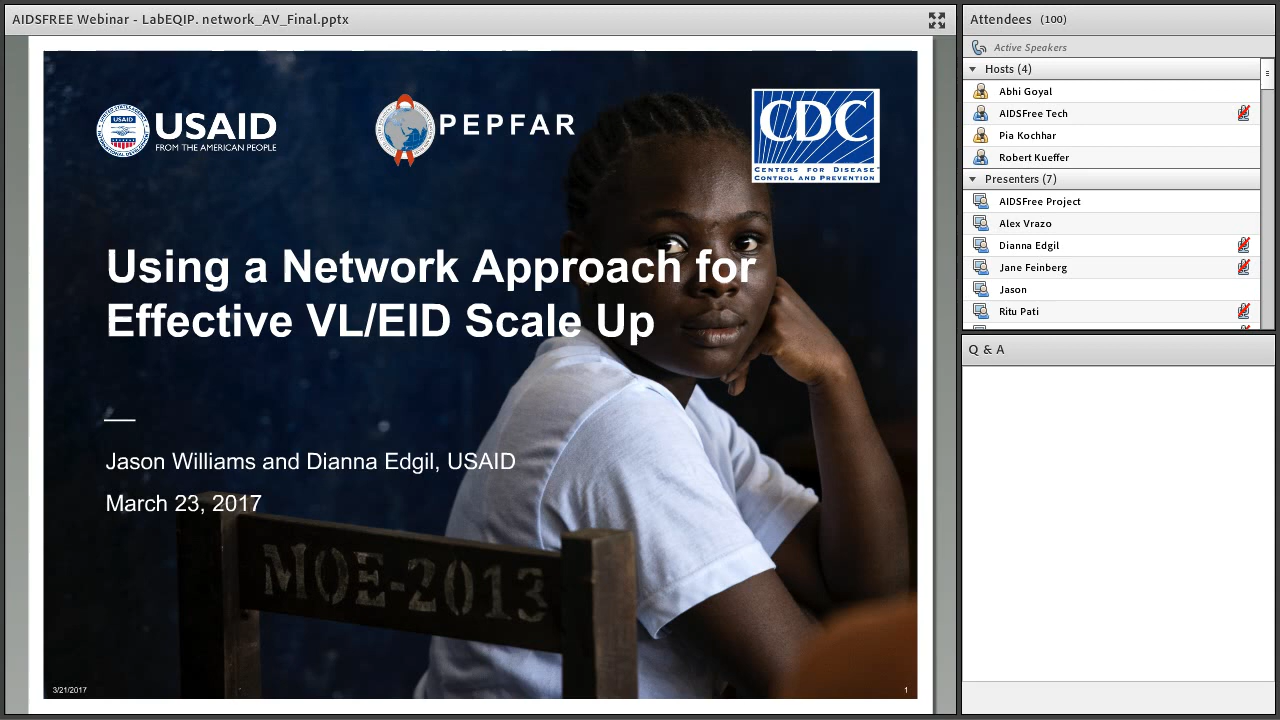 AIDSFREE Webinar - LabEQIP. network_AV_Final.pptx
USAID
FROM THE AMERICAN PEOPLE
PEPFAR
CDC
CENTERS FOR DISEASE
CONTROL AND PREVENTION
Using a Network Approach for
Effective VL/EID Scale Up
Jason Williams and Dianna Edgil, USAID
March 23, 2017
MOE-2013
3/21/2017
1
Attendees (100)
Active Speakers
Hosts (4)
Abhi Goyal
AIDSFree Tech
Pia Kochhar
Robert Kueffer
Presenters (7)
AIDSFree Project
Alex Vrazo
Dianna Edgil
Jane Feinberg
Jason
Ritu Pati
Q & A